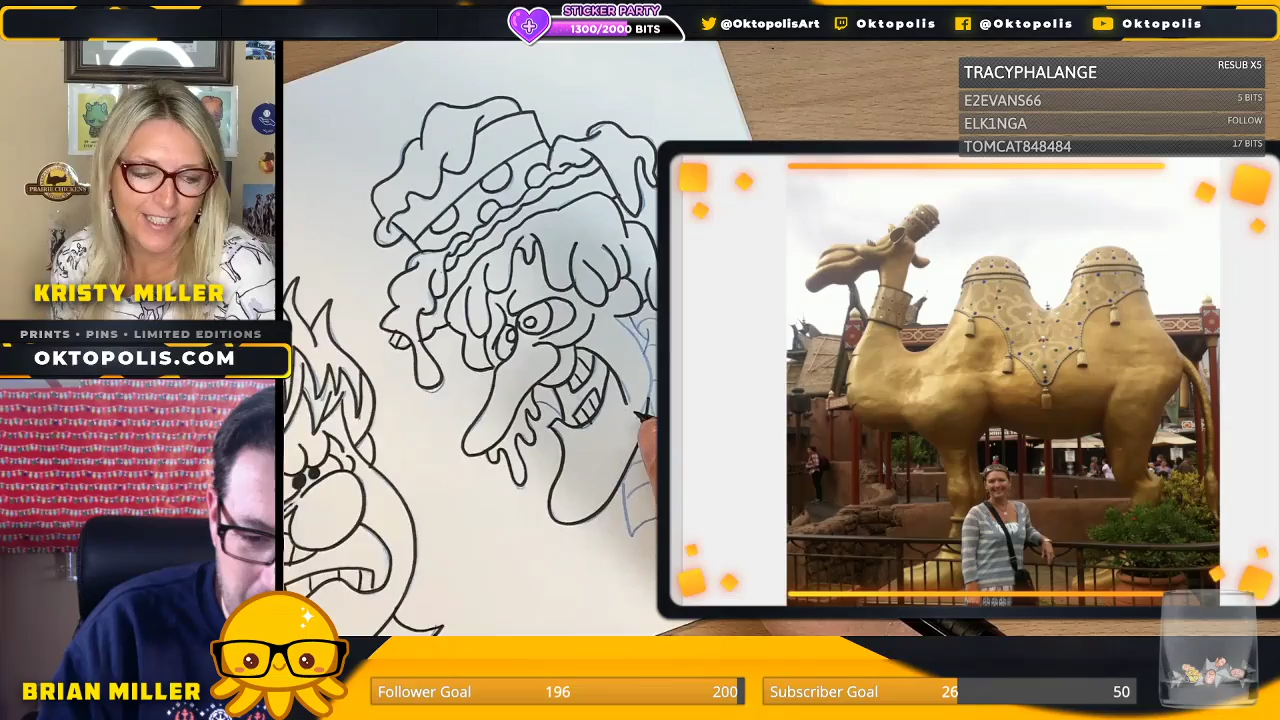 STICKER PARTY
1300/2000 BITS
@OktopolisArt
Oktopolis
@Oktopolis
Oktopolis
TRACYPHALANGE RESUB X5
E2EVANS66 5 BITS
ELK1NGA FOLLOW
TOMCAT848484 17 BITS
PRAIRIE CHICKENS
KRISTY MILLER
PRINTS • PINS • LIMITED EDITIONS
OKTOPOLIS.COM
BRIAN MILLER
Follower Goal 196 200
Subscriber Goal 26 50